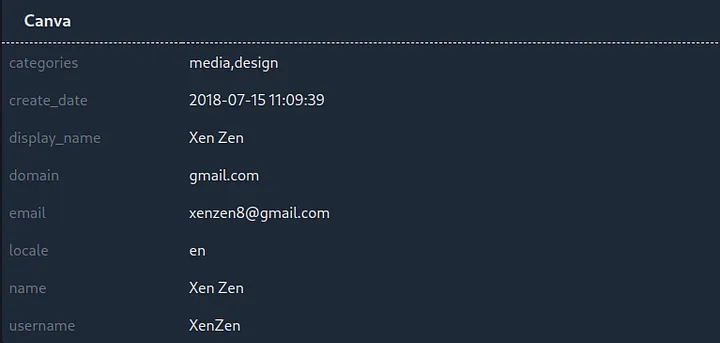 Canva
categories media,design
create_date 2018-07-15 11:09:39
display_name Xen Zen
domain gmail.com
email xenzen8@gmail.com
locale en
name Xen Zen
username XenZen